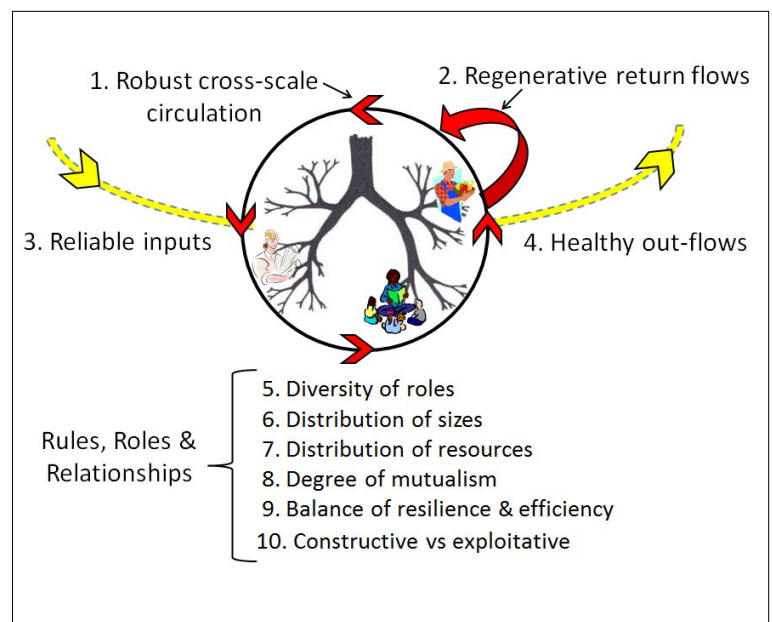 1. Robust cross-scale
circulation
2. Regenerative return flows
3. Reliable inputs
4. Healthy out-flows
Rules, Roles &
Relationships
5. Diversity of roles
6. Distribution of sizes
7. Distribution of resources
8. Degree of mutualism
9. Balance of resilience & efficiency
10. Constructive vs exploitative